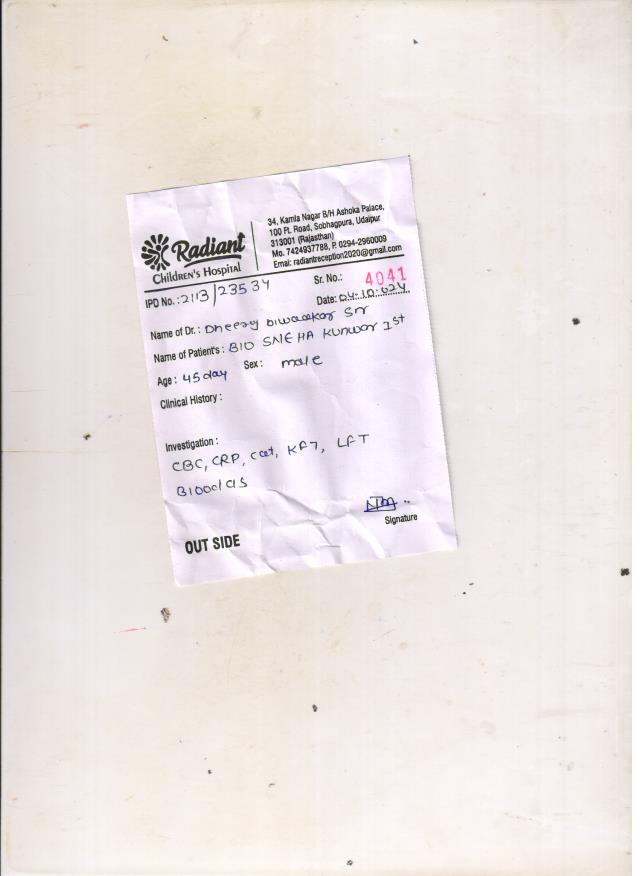 Radiant
Children's Hospital
34, Kamla Nagar B/H Ashoka Palace,
100 Ft. Road, Sobhagpura, Udaipur
313001 (Rajasthan)
Mo. 7424937788, P. 0294-2960009
Emai: radiantreception2020@gmail.com
IPD No.: 2113/23534
Sr. No.: 4041
Date: 04-10.024
Name of Dr.: Dheeraj Diwaakar Sir
Name of Patient's: B/O SNEHA Kunwar 1st
Age: 45 day Sex: male
Clinical History:
Investigation:
CBC, CRP, KFT, LFT
Blood C/S
Signature
OUT SIDE